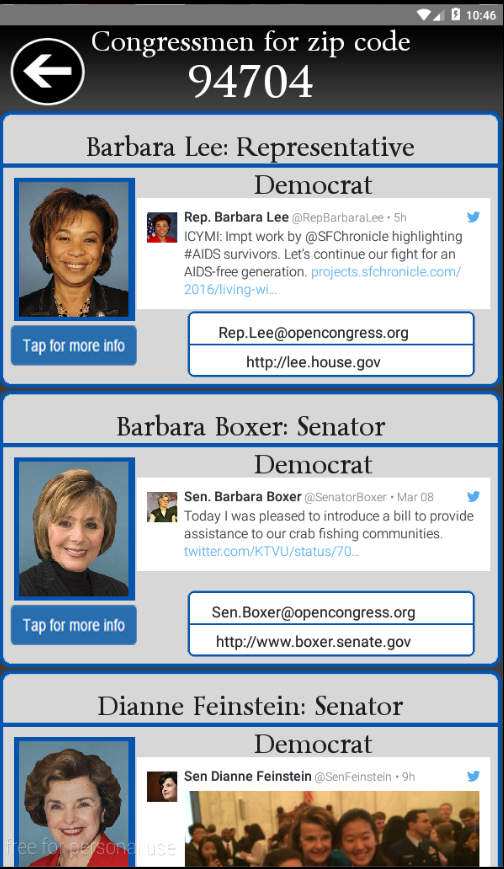 10:46
Congressmen for zip code
94704
Barbara Lee: Representative
Democrat
Rep. Barbara Lee @RepBarbaraLee • 5h
ICYMI: Impt work by @SFChronicle highlighting
#AIDS survivors. Let's continue our fight for an
AIDS-free generation. projects.sfchronicle.com/
2016/living-wi…
Tap for more info
Rep.Lee@opencongress.org
http://lee.house.gov
Barbara Boxer: Senator
Democrat
Sen. Barbara Boxer @SenatorBoxer • Mar 08
Today I was pleased to introduce a bill to provide
assistance to our crab fishing communities.
twitter.com/KTVU/status/70…
Tap for more info
Sen.Boxer@opencongress.org
http://www.boxer.senate.gov
Dianne Feinstein: Senator
Democrat
Sen Dianne Feinstein @SenFeinstein • 9h
free for personal use